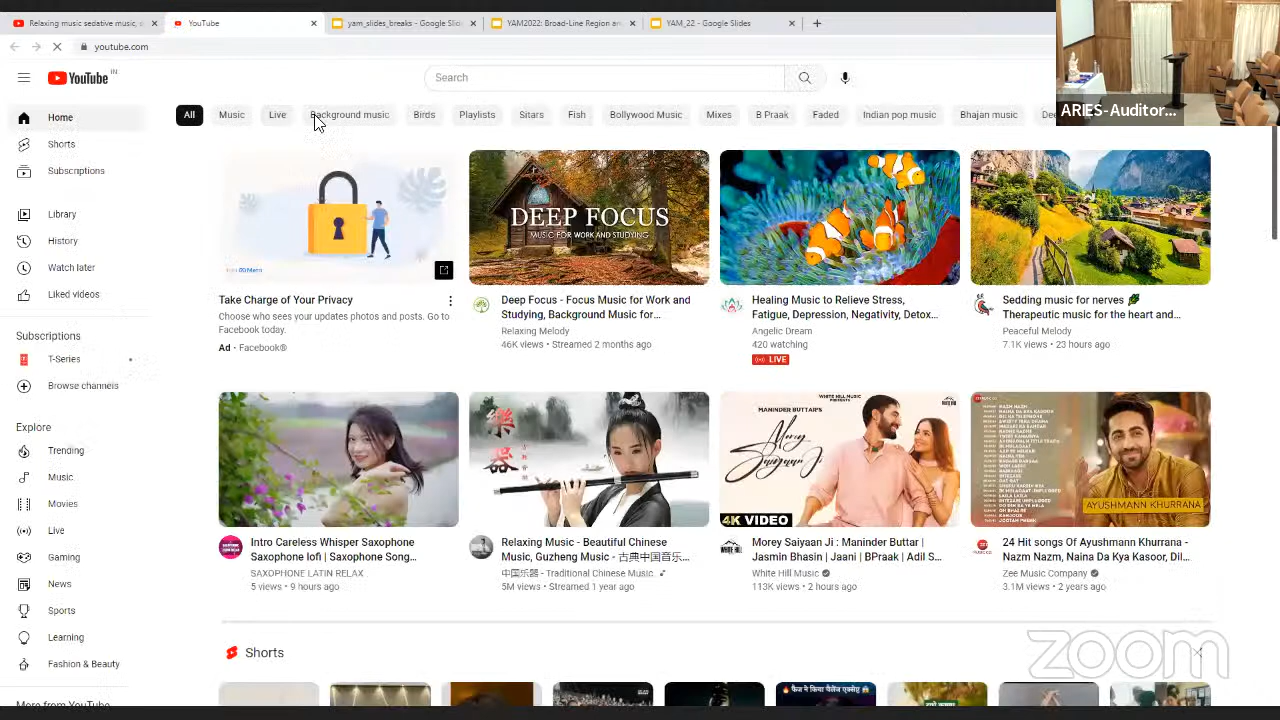 Relaxing music sedative music, s
YouTube
yam_slides_breaks - Google Slid
YAM2022: Broad-Line Region an
YAM_22 - Google Slides
youtube.com
YouTube IN
Search
ARIES-Auditor...
Home
Shorts
Subscriptions
Library
History
Watch later
Liked videos
Subscriptions
T-Series
Browse channels
Explore
Trending
Music
Movies
Live
Gaming
News
Sports
Learning
Fashion & Beauty
More from YouTube
All Music Live Background music Birds Playlists Sitars Fish Bollywood Music Mixes B Praak Faded Indian pop music Bhajan music
Take Charge of Your Privacy
Choose who sees your updates photos and posts. Go to
Facebook today.
Ad - Facebook®
DEEP FOCUS
MUSIC FOR WORK AND STUDYING
Deep Focus - Focus Music for Work and
Studying, Background Music for...
Relaxing Melody
46K views • Streamed 2 months ago
Healing Music to Relieve Stress,
Fatigue, Depression, Negativity, Detox...
Angelic Dream
420 watching
LIVE
Sedding music for nerves
Therapeutic music for the heart and...
Peaceful Melody
7.1K views • 23 hours ago
Intro Careless Whisper Saxophone
Saxophone lofi | Saxophone Song...
SAXOPHONE LATIN RELAX
5 views • 9 hours ago
Relaxing Music - Beautiful Chinese
Music, Guzheng Music - 古典中国音乐...
中国乐器 - Traditional Chinese Music
5M views • Streamed 1 year ago
WHITE HILL MUSIC
PRESENTS
MANINDER BUTTAR'S
4K VIDEO
Morey Saiyaan Ji : Maninder Buttar |
Jasmin Bhasin | Jaani | BPraak | Adil S...
White Hill Music
113K views • 2 hours ago
AYUSHMANN KHURRANA
24 Hit songs Of Ayushmann Khurrana -
Nazm Nazm, Naina Da Kya Kasoor, Dil...
Zee Music Company
3.1M views • 2 years ago
Shorts
zoom